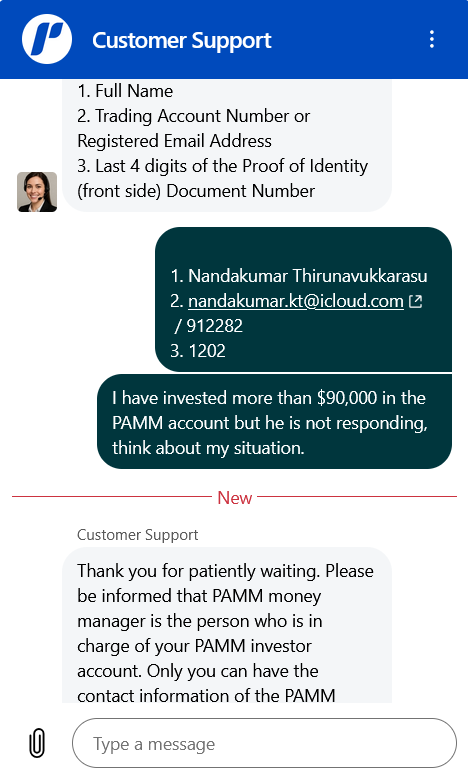 Customer Support
1. Full Name
2. Trading Account Number or
Registered Email Address
3. Last 4 digits of the Proof of Identity
(front side) Document Number
1. Nandakumar Thirunavukkarasu
2. nandakumar.kt@icloud.com
/ 912282
3. 1202
I have invested more than $90,000 in the
PAMM account but he is not responding,
think about my situation.
New
Customer Support
Thank you for patiently waiting. Please
be informed that PAMM money
manager is the person who is in
charge of your PAMM investor
account. Only you can have the
contact information of the PAMM
Type a message